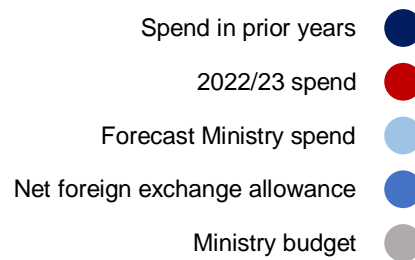 Spend in prior years
2022/23 spend
Forecast Ministry spend
Net foreign exchange allowance
Ministry budget